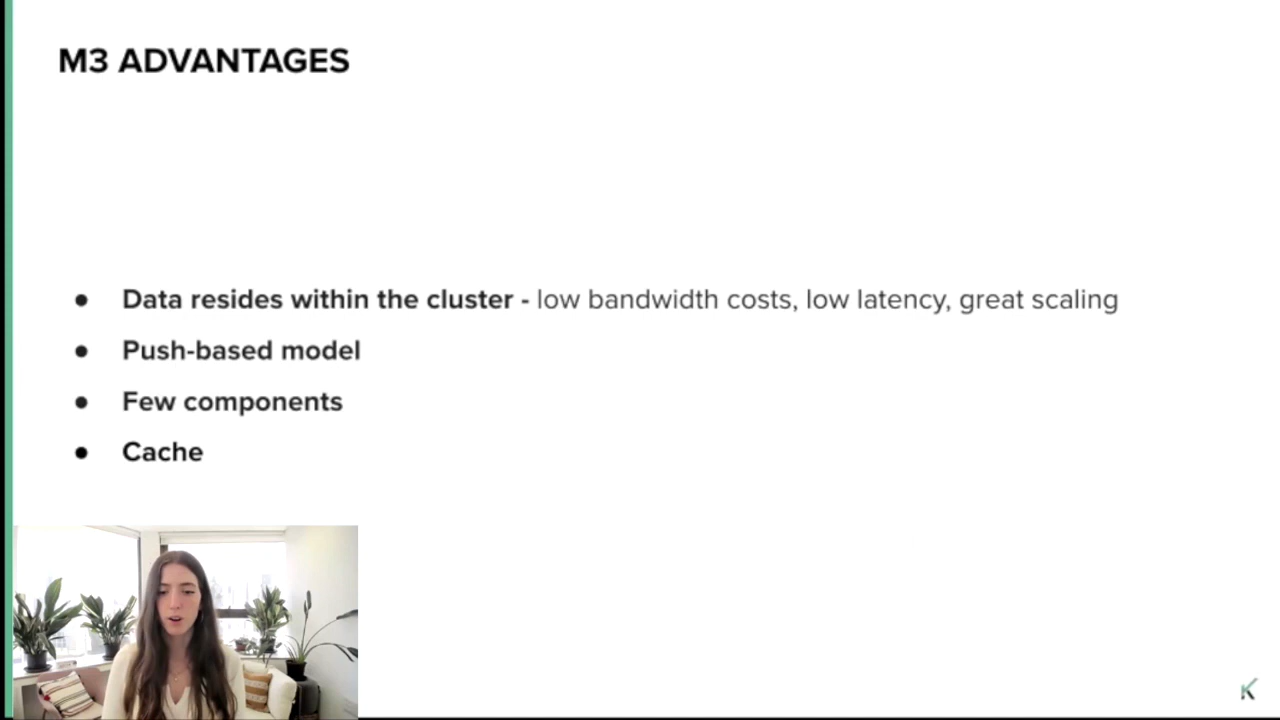 M3 ADVANTAGES
● Data resides within the cluster - low bandwidth costs, low latency, great scaling
● Push-based model
● Few components
● Cache
K